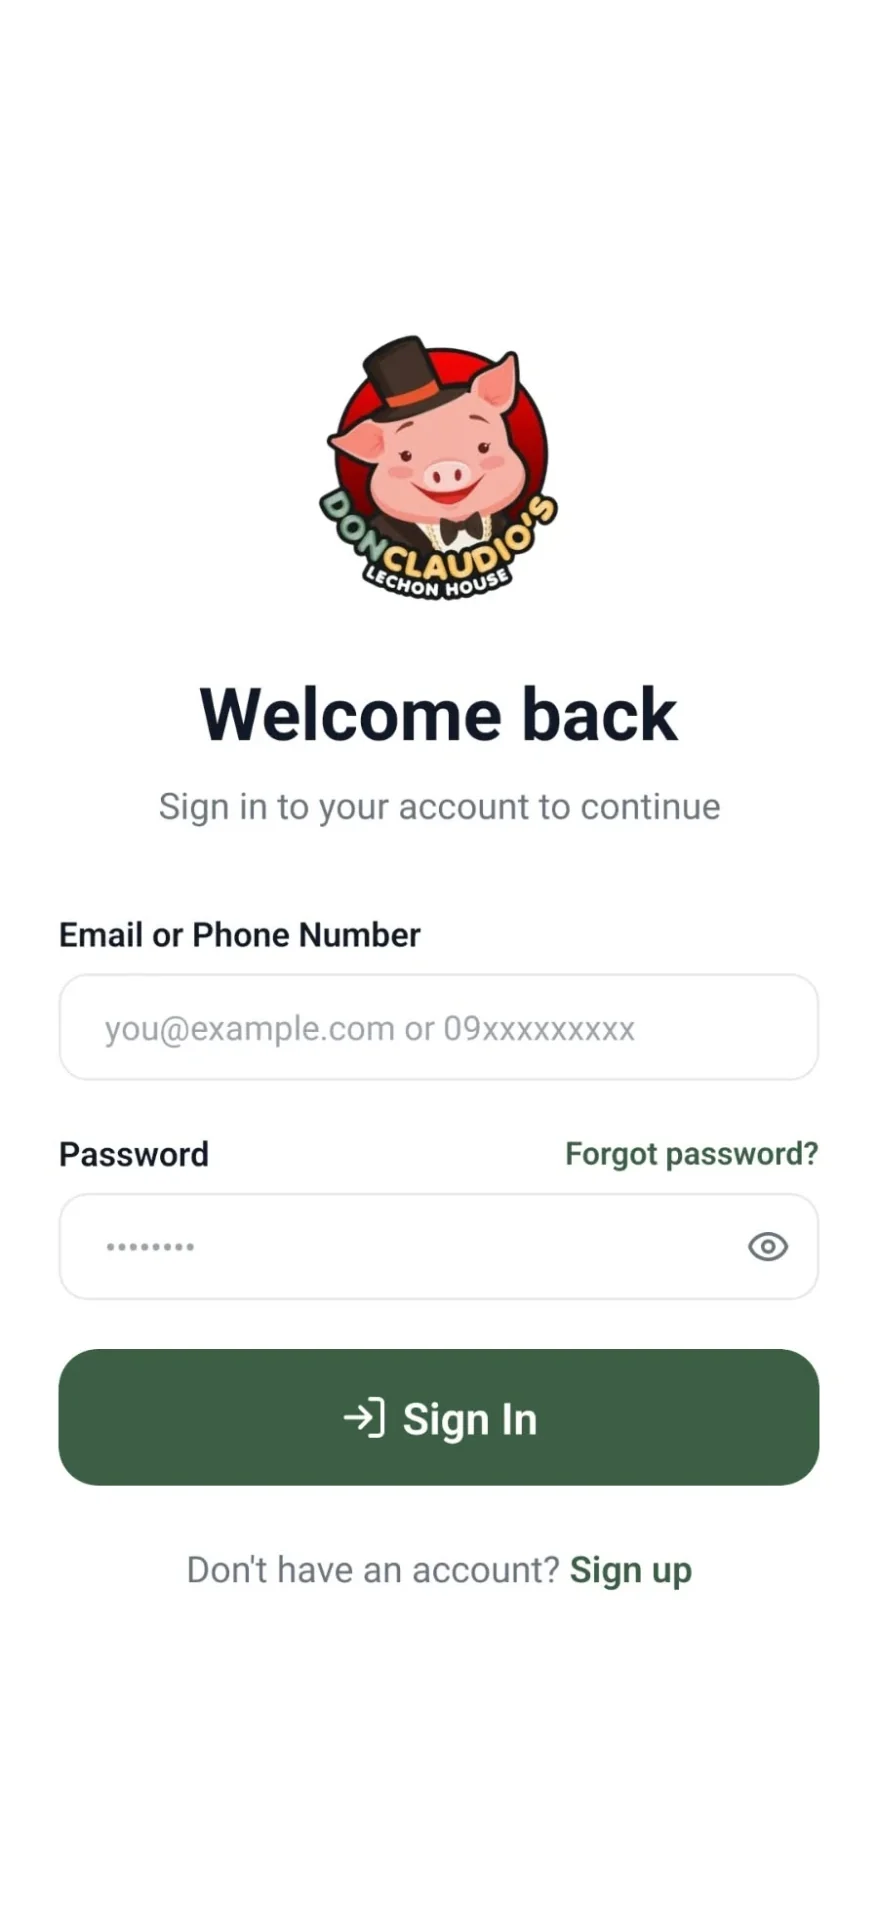 DON CLAUDIO'S
LECHON HOUSE
Welcome back
Sign in to your account to continue
Email or Phone Number
you@example.com or 09xxxxxxxxx
Password Forgot password?
••••••••
Sign In
Don't have an account? Sign up